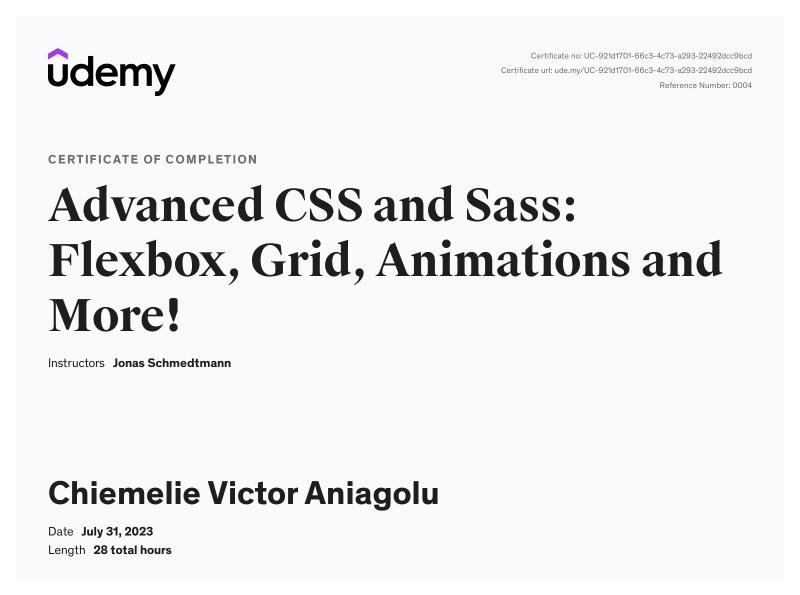 udemy
Certificate no: UC-921d1701-66c3-4c73-a293-22492dcc9bcd
Certificate url: ude.my/UC-921d1701-66c3-4c73-a293-22492dcc9bcd
Reference Number: 0004
CERTIFICATE OF COMPLETION
Advanced CSS and Sass:
Flexbox, Grid, Animations and
More!
Instructors Jonas Schmedtmann
Chiemelie Victor Aniagolu
Date July 31, 2023
Length 28 total hours